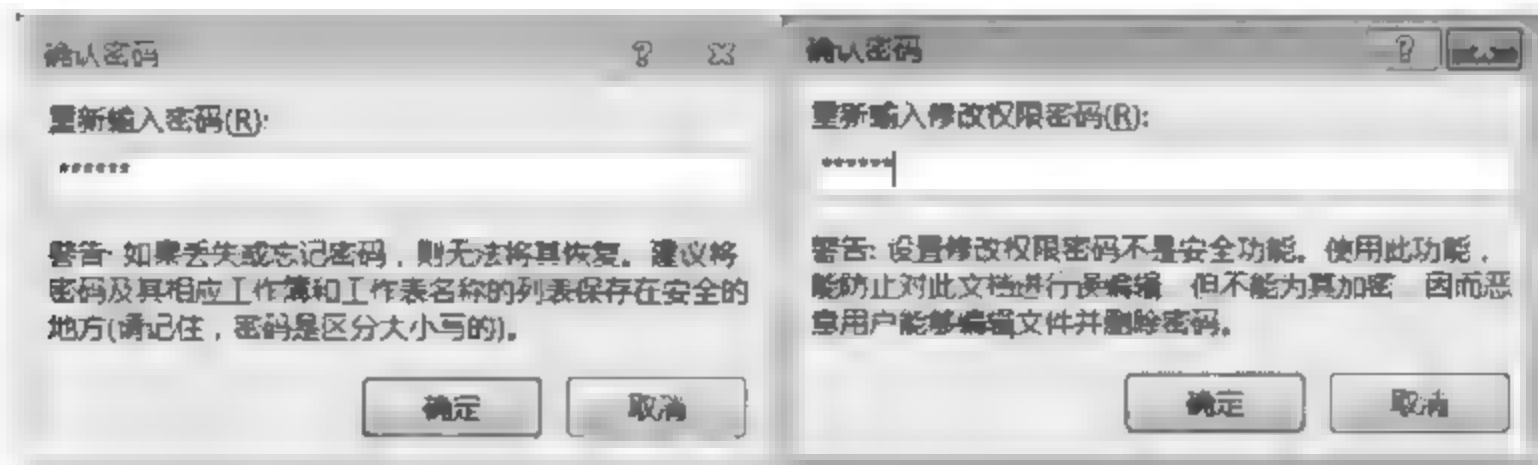 确认密码
重新输入密码(R):
******
警告: 如果丢失或忘记密码，则无法将其恢复。建议将
密码及其相应工作簿和工作表名称的列表保存在安全的
地方(请记住，密码是区分大小写的)。
确定
取消
确认密码
重新输入修改权限密码(R):
******
警告: 设置修改权限密码不是安全功能。使用此功能，
能防止对此文档进行误编辑，但不能为其加密，因而恶
意用户能够编辑文件并删除密码。
确定
取消